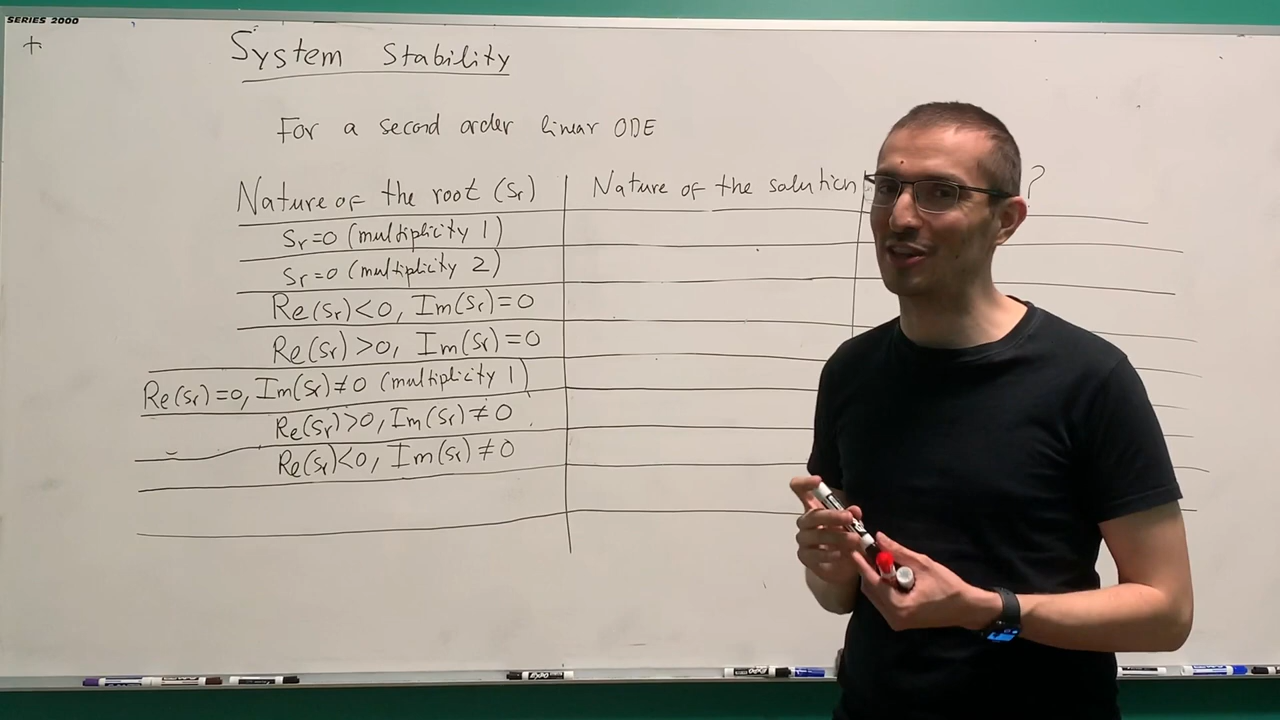 SERIES 2000
+
System Stability
For a second order linear ODE
Nature of the root (Sr) Nature of the solution ?
Sr=0 (multiplicity 1)
Sr=0 (multiplicity 2)
Re(Sr)<0, Im(Sr)=0
Re(Sr)>0, Im(Sr)=0
Re(Sr)=0, Im(Sr)≠0 (multiplicity 1)
Re(Sr)>0, Im(Sr)≠0
Re(Sr)<0, Im(Sr)≠0